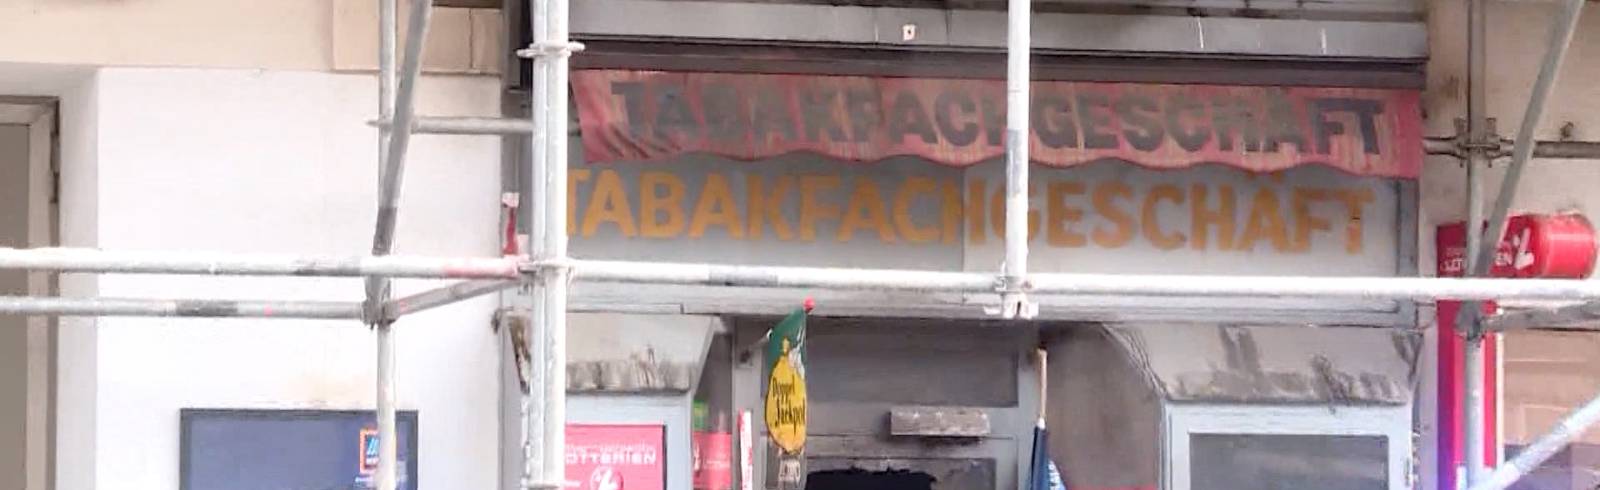 TABAKFACHGESCHÄFT
TABAKFACHGESCHÄFT
Doppel
Jackpot
LOTTERIEN